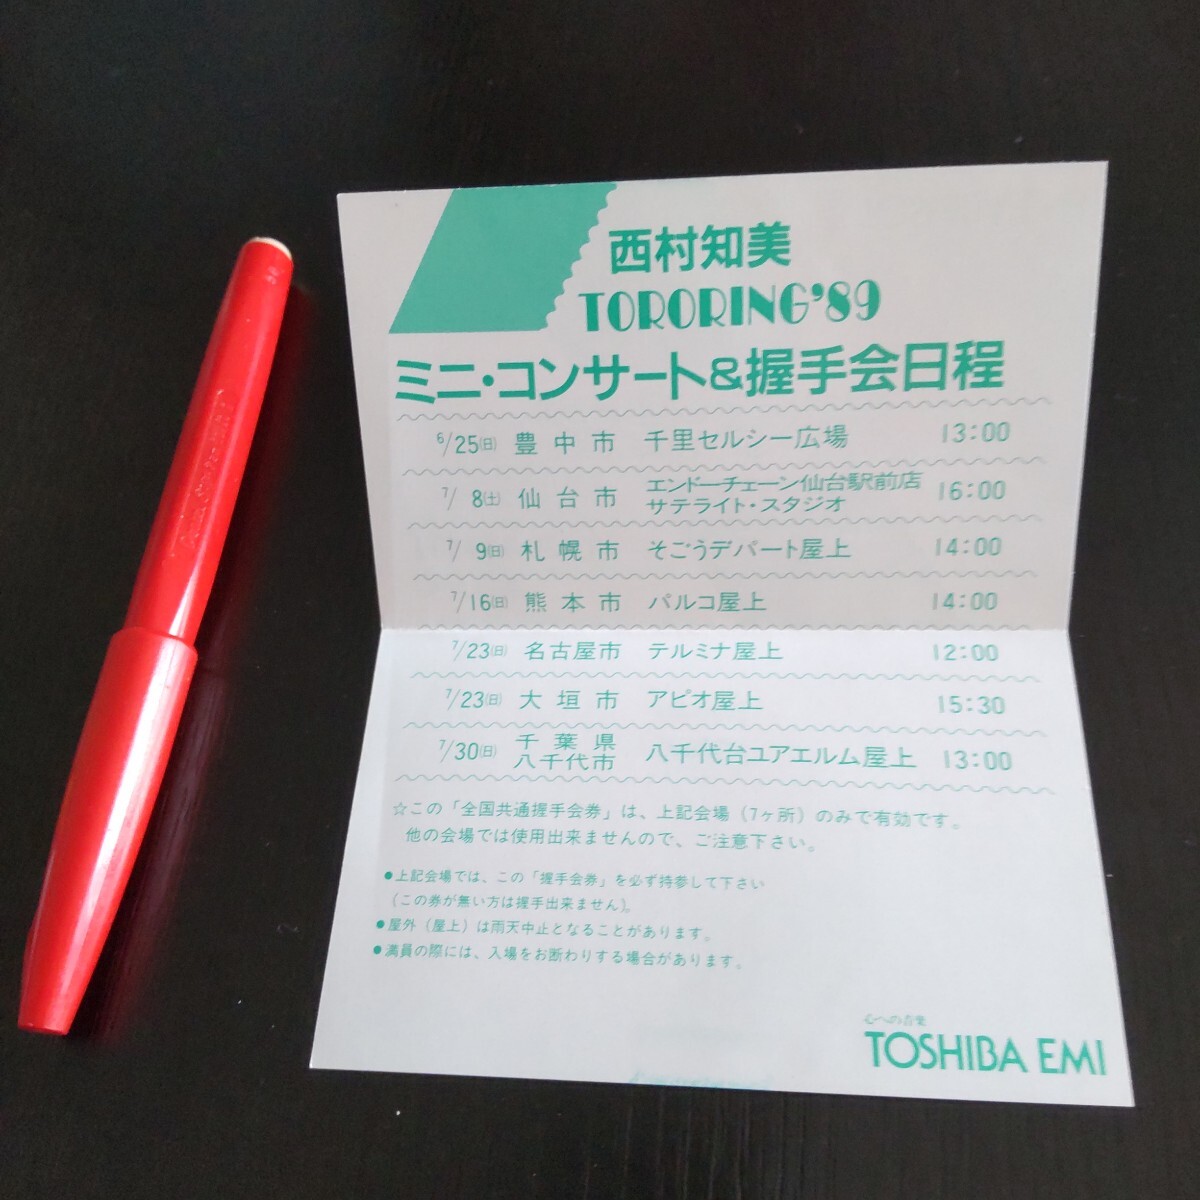 西村知美
TORORING'89
ミニ・コンサート&握手会日程
6/25(日) 豊中市 千里セルシー広場 13:00
7/8(土) 仙台市 エンドーチェーン仙台駅前店 サテライト・スタジオ 16:00
7/9(日) 札幌市 そごうデパート屋上 14:00
7/16(日) 熊本市 パルコ屋上 14:00
7/23(日) 名古屋市 テルミナ屋上 12:00
7/23(日) 大垣市 アピオ屋上 15:30
7/30(日) 千葉県八千代市 八千代台ユアエルム屋上 13:00
☆この「全国共通握手会券」は、上記会場(7ヶ所)のみで有効です。
他の会場では使用出来ませんので、ご注意下さい。
●上記会場では、この「握手会券」を必ず持参して下さい
(この券が無い方は握手出来ません)。
●屋外(屋上)は雨天中止となることがあります。
●満員の際には、入場をお断わりする場合があります。
心への音楽
TOSHIBA EMI